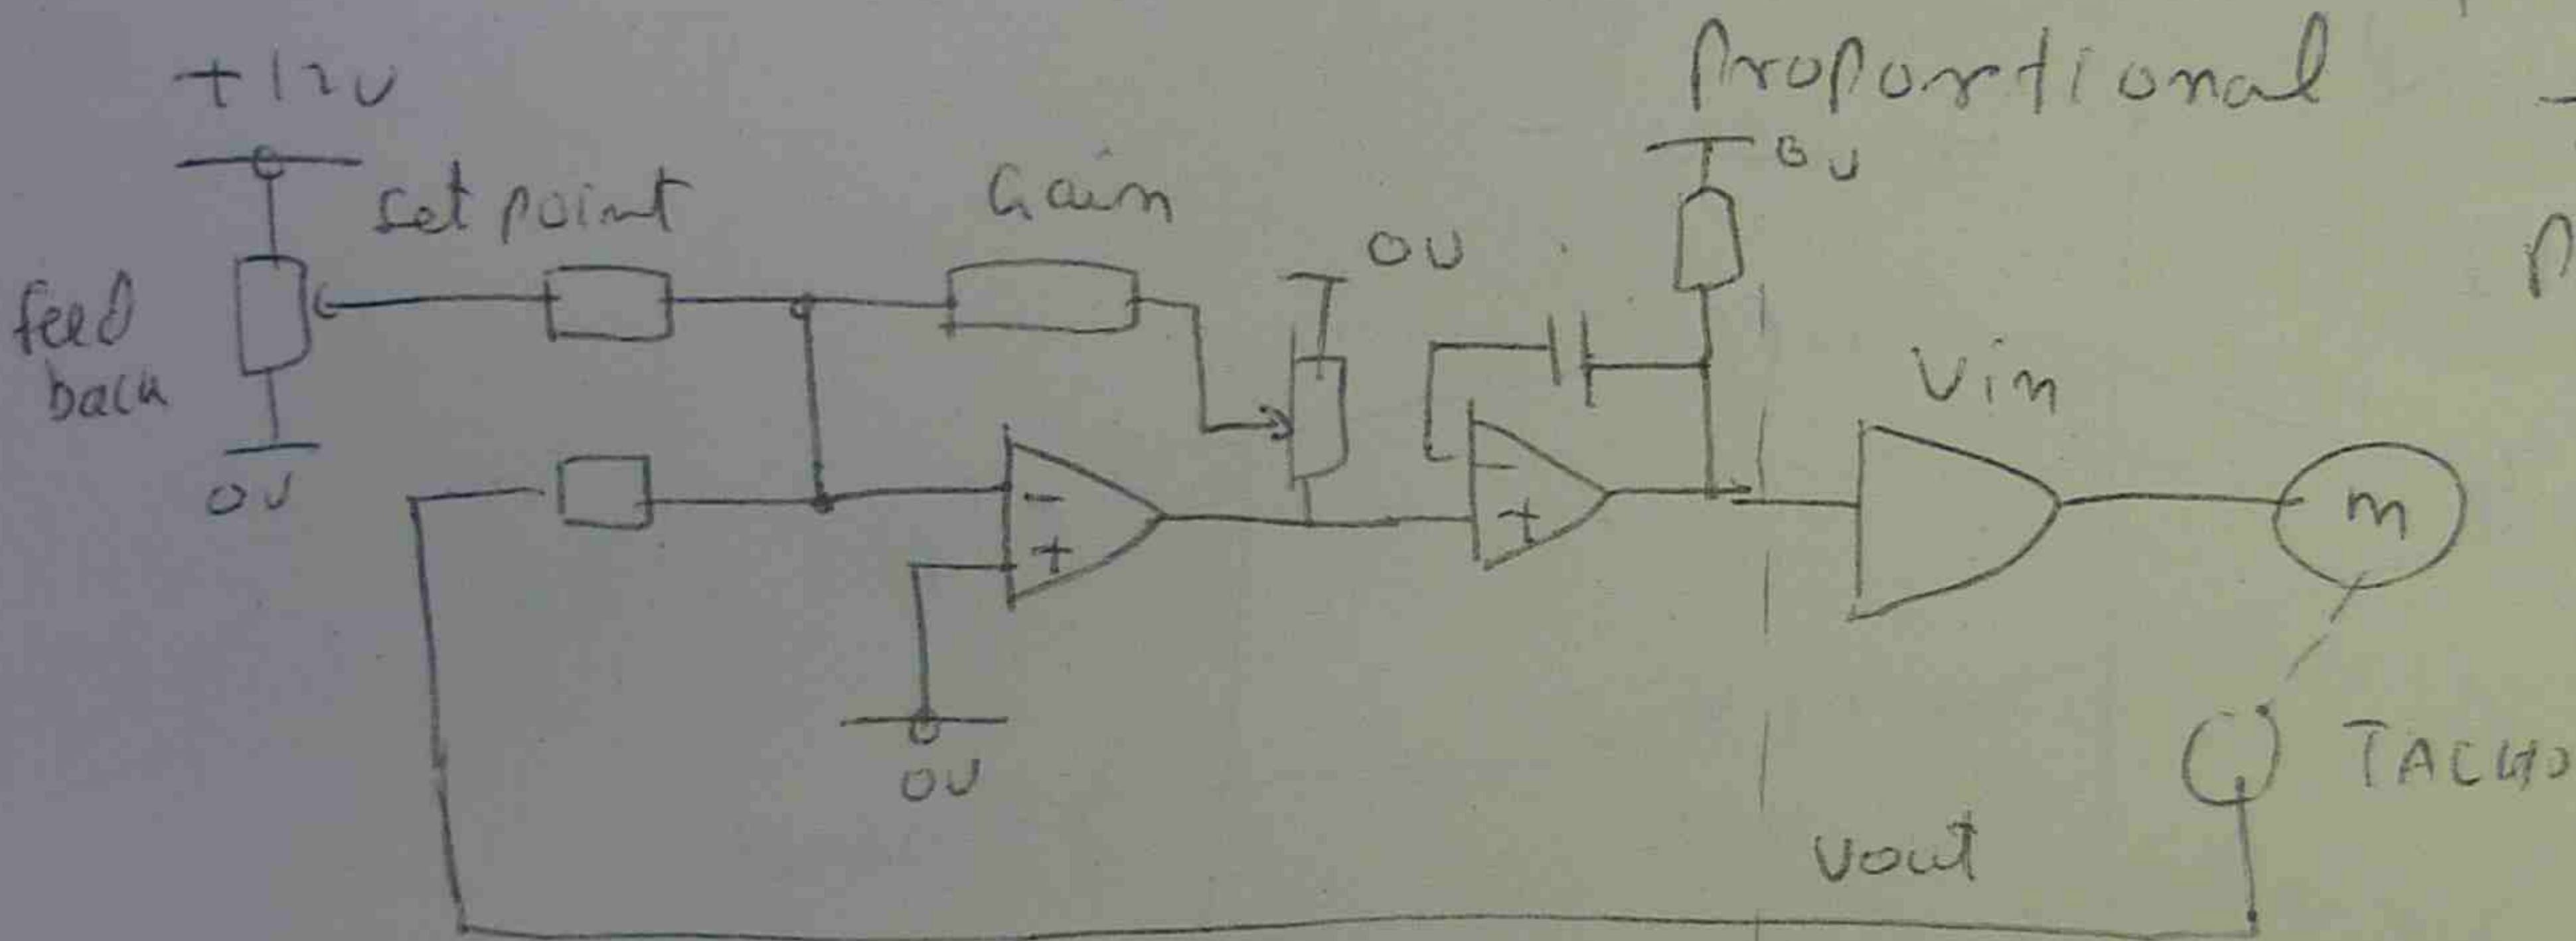 +12V
Proportional
set point
Gain
0V
0V
feed
back
Vin
0V
-
+
-
+
m
0V
TACHO
Vout